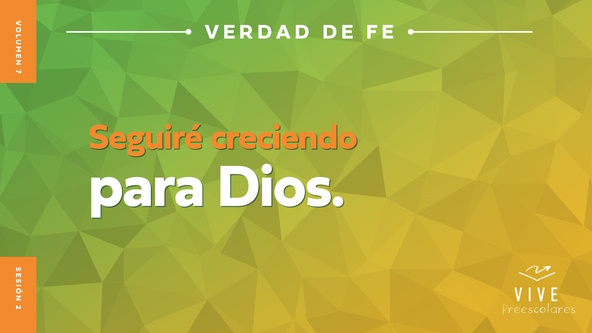 VERDAD DE FE
VOLUMEN 7
Seguiré creciendo
para Dios.
SESIÓN 2
VIVE
Preescolares